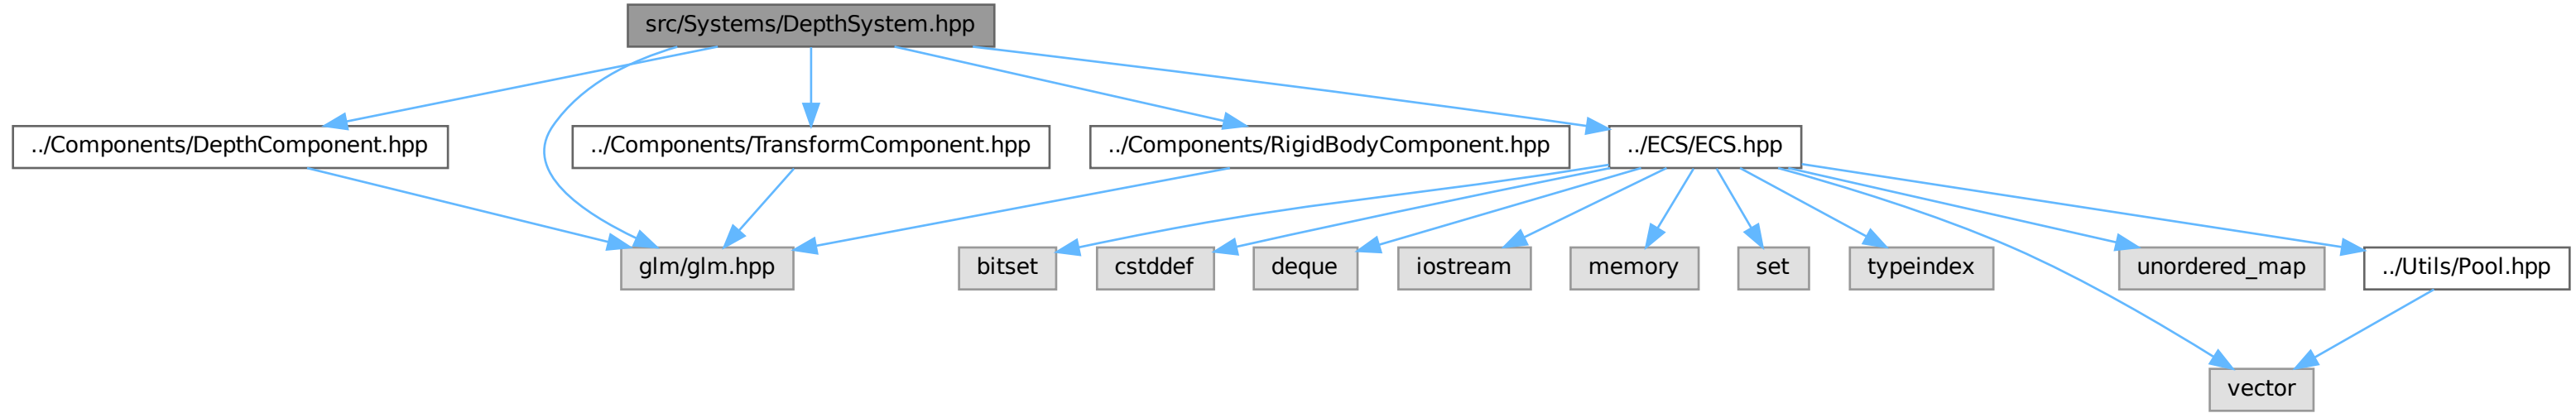 src/Systems/DepthSystem.hpp
../Components/DepthComponent.hpp
../Components/TransformComponent.hpp
../Components/RigidBodyComponent.hpp
../ECS/ECS.hpp
glm/glm.hpp
bitset
cstddef
deque
iostream
memory
set
typeindex
unordered_map
../Utils/Pool.hpp
vector